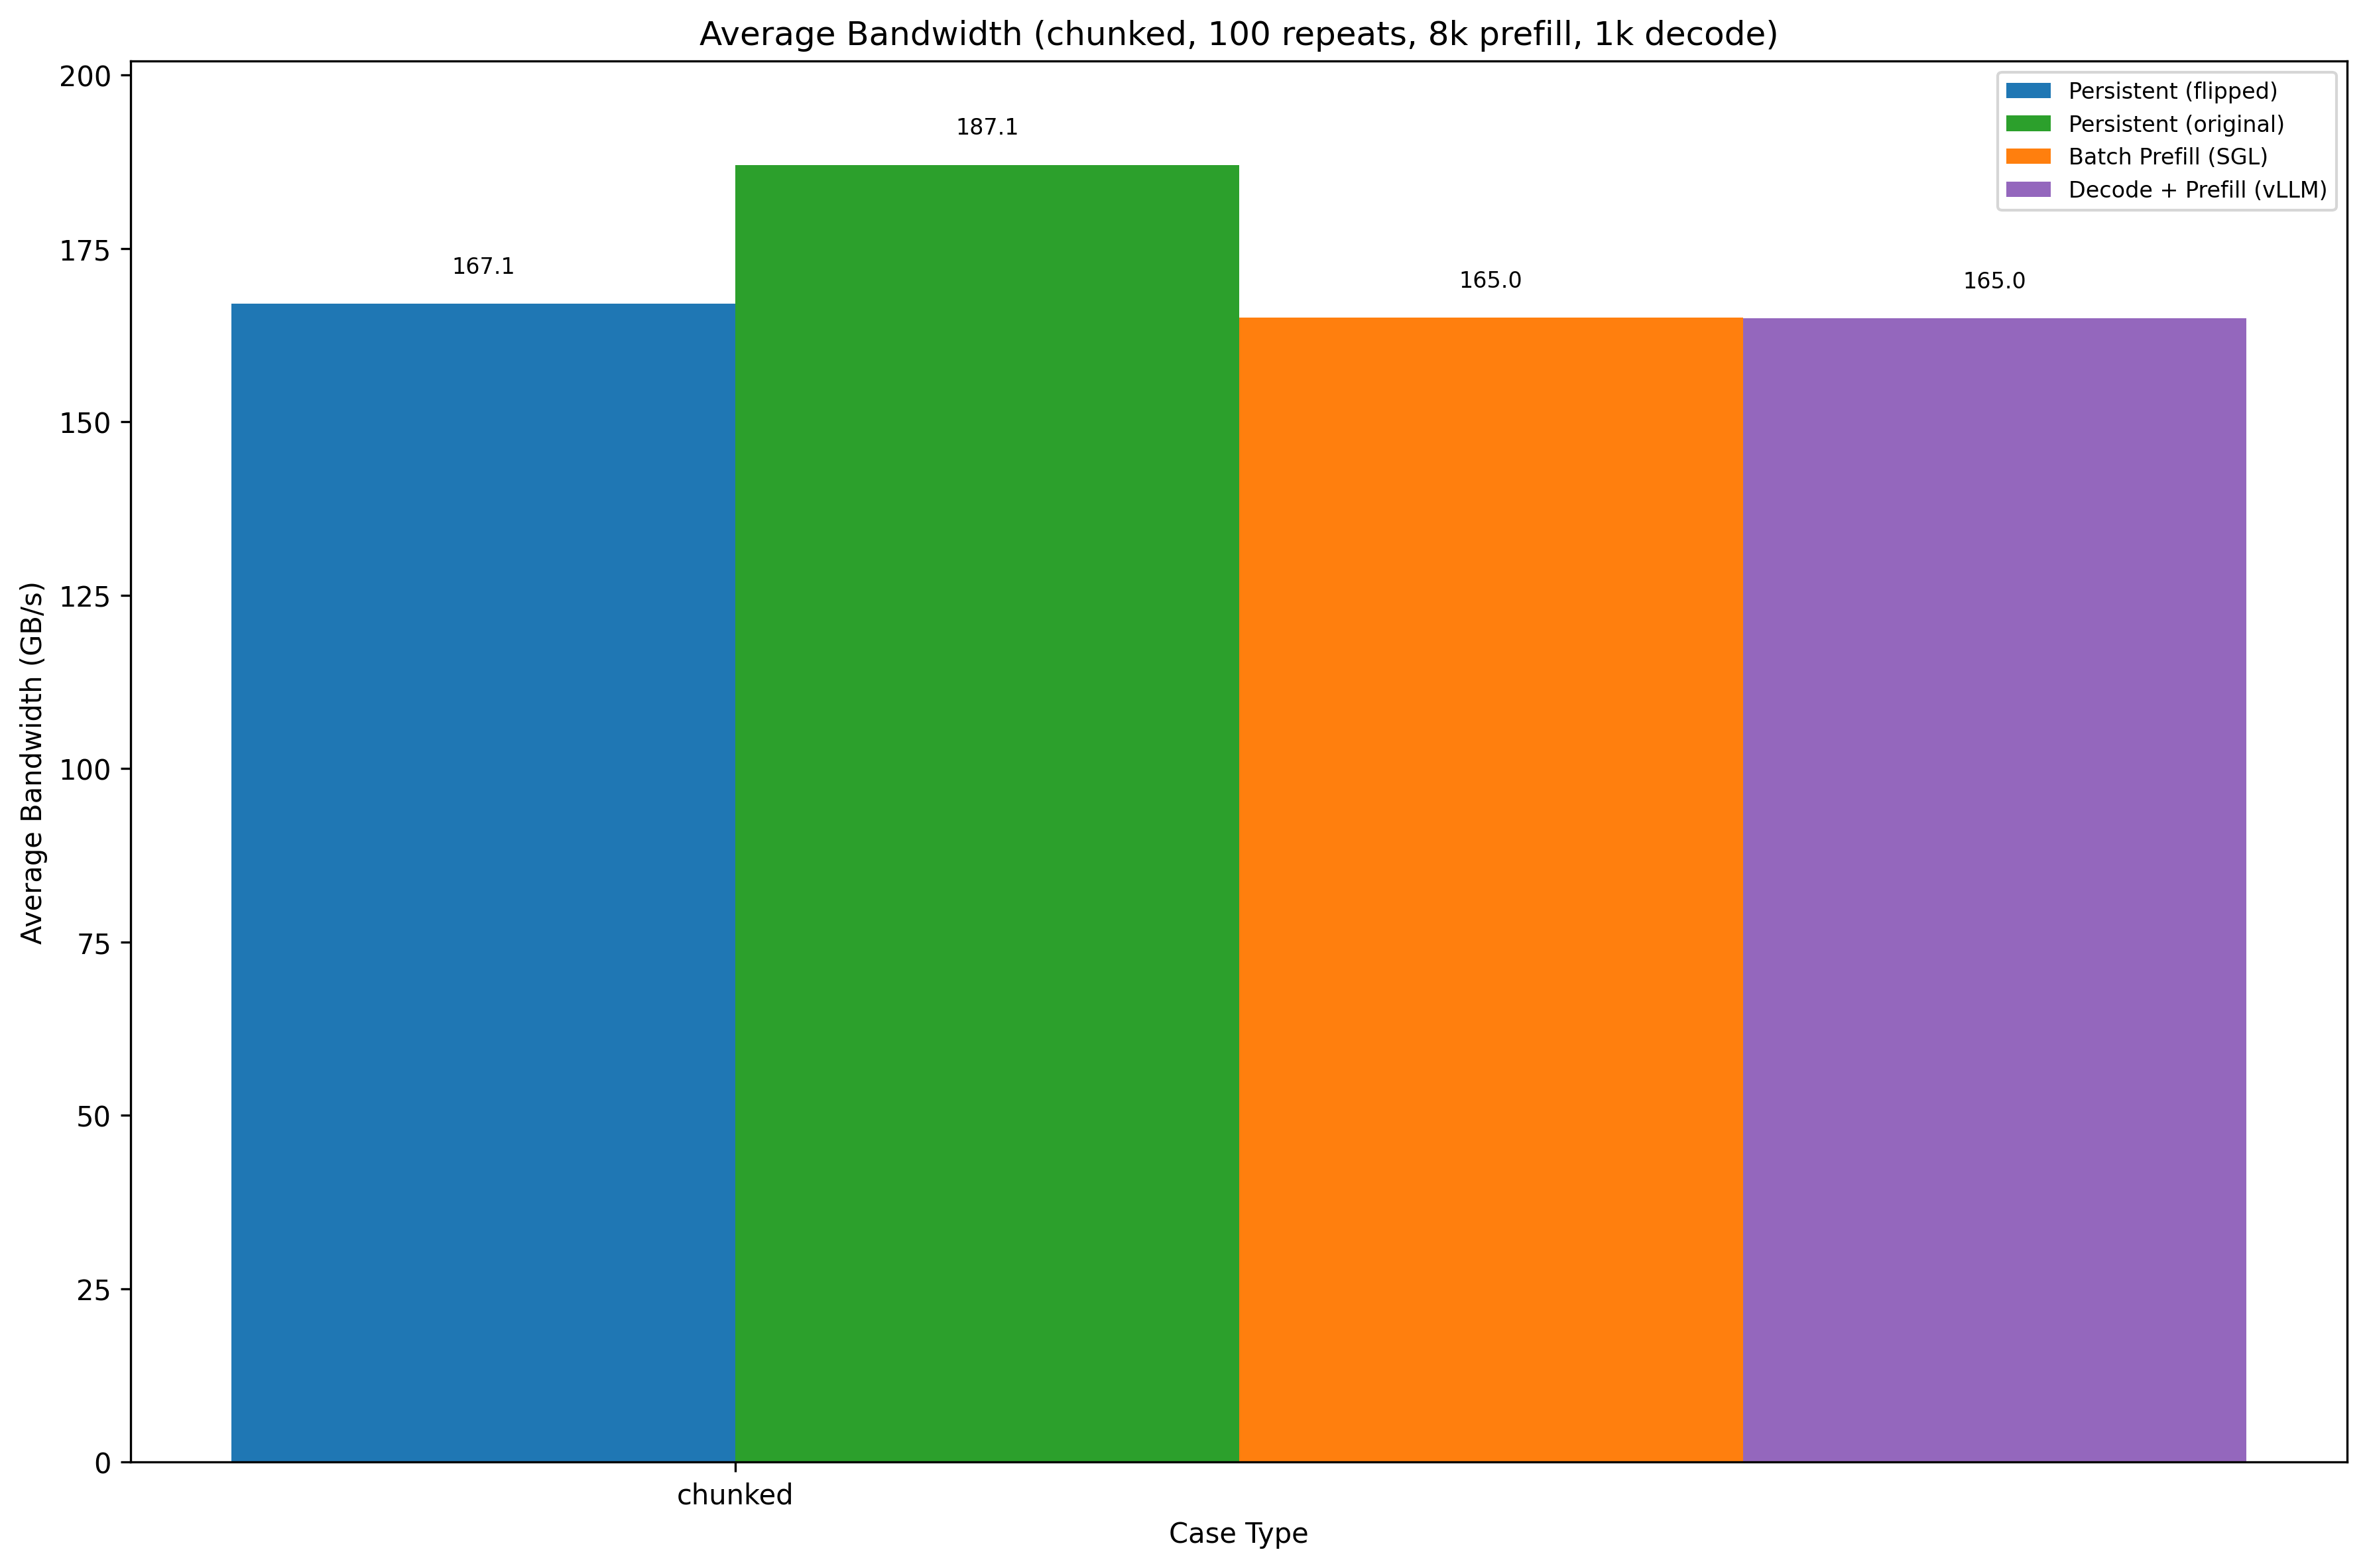 Average Bandwidth (chunked, 100 repeats, 8k prefill, 1k decode)
Persistent (flipped)
Persistent (original)
Batch Prefill (SGL)
Decode + Prefill (vLLM)
Average Bandwidth (GB/s)
200
175
150
125
100
75
50
25
0
167.1
187.1
165.0
165.0
chunked
Case Type